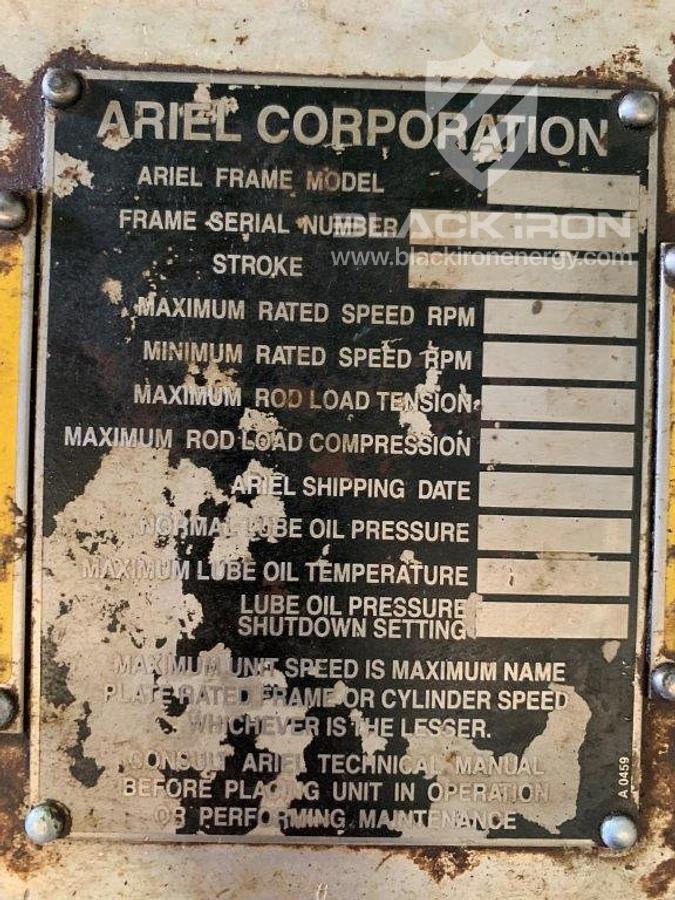 ARIEL CORPORATION
ARIEL FRAME MODEL
FRAME SERIAL NUMBER
BLACK IRON
STROKE
www.blackironenergy.com
MAXIMUM RATED SPEED RPM
MINIMUM RATED SPEED RPM
MAXIMUM ROD LOAD TENSION
MAXIMUM ROD LOAD COMPRESSION
ARIEL SHIPPING DATE
NORMAL LUBE OIL PRESSURE
MAXIMUM LUBE OIL TEMPERATURE
LUBE OIL PRESSURE
SHUTDOWN SETTING
MAXIMUM UNIT SPEED IS MAXIMUM NAME
PLATE RATED FRAME OR CYLINDER SPEED
WHICHEVER IS THE LESSER.
CONSULT ARIEL TECHNICAL MANUAL
BEFORE PLACING UNIT IN OPERATION
OR PERFORMING MAINTENANCE
A 0459